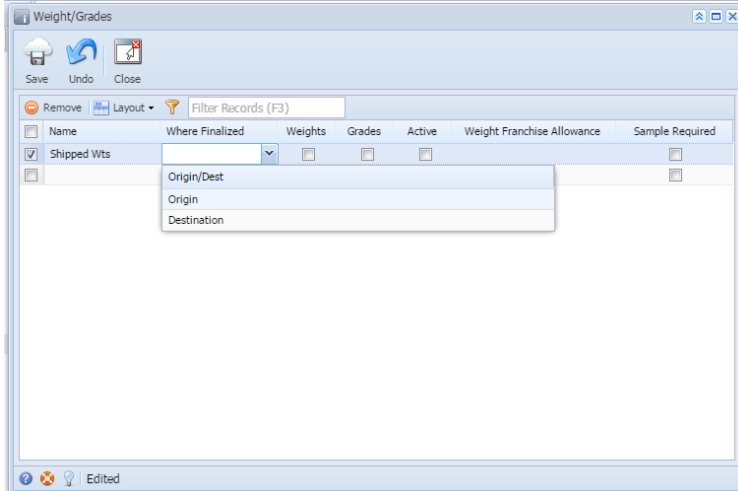 Weight/Grades
Save Undo Close
Remove Layout Filter Records (F3)
Name Where Finalized Weights Grades Active Weight Franchise Allowance Sample Required
Shipped Wts
Origin/Dest
Origin
Destination
Edited